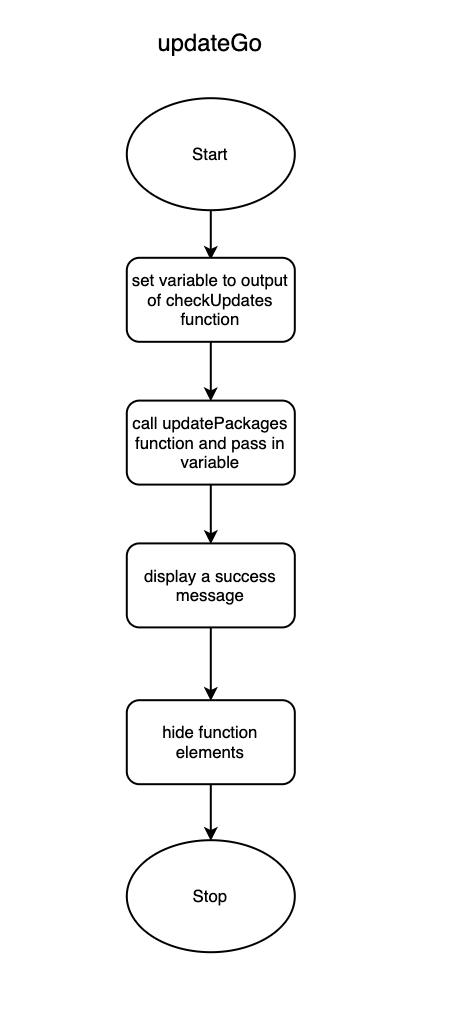 updateGo
Start
set variable to output
of checkUpdates
function
call updatePackages
function and pass in
variable
display a success
message
hide function
elements
Stop